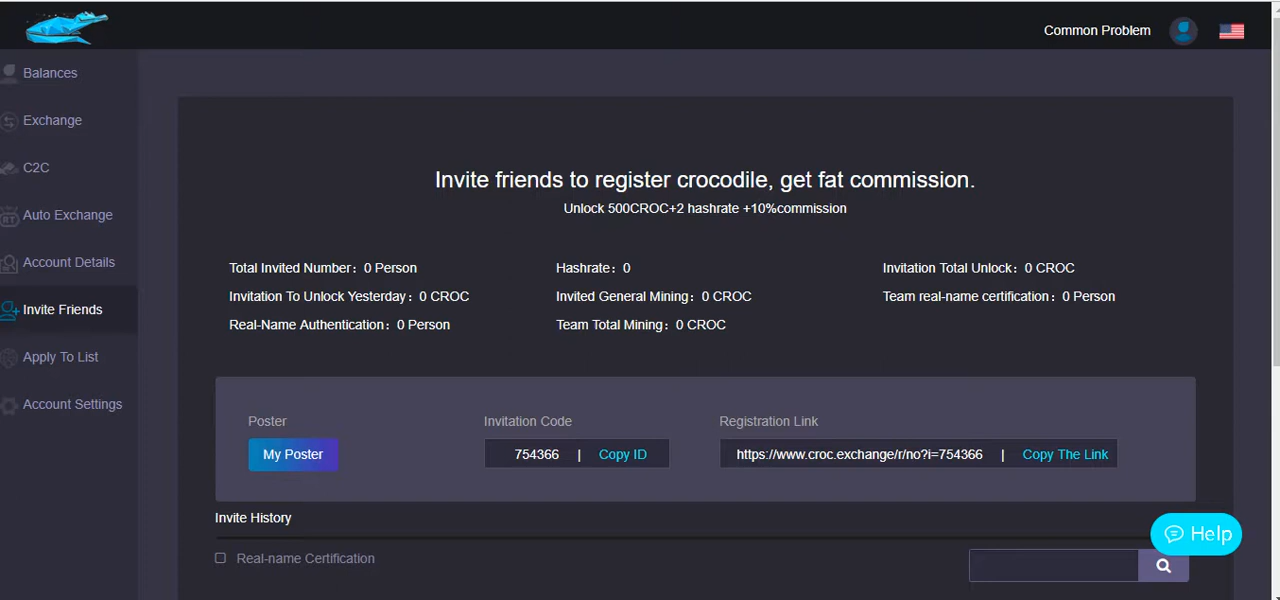 Common Problem
Balances
Exchange
C2C
Auto Exchange
Account Details
Invite Friends
Apply To List
Account Settings
Invite friends to register crocodile, get fat commission.
Unlock 500CROC+2 hashrate +10%commission
Total Invited Number：0 Person
Hashrate：0
Invitation Total Unlock：0 CROC
Invitation To Unlock Yesterday：0 CROC
Invited General Mining：0 CROC
Team real-name certification：0 Person
Real-Name Authentication：0 Person
Team Total Mining：0 CROC
Poster
Invitation Code
Registration Link
My Poster
754366 | Copy ID
https://www.croc.exchange/r/no?i=754366 | Copy The Link
Invite History
Help
Real-name Certification